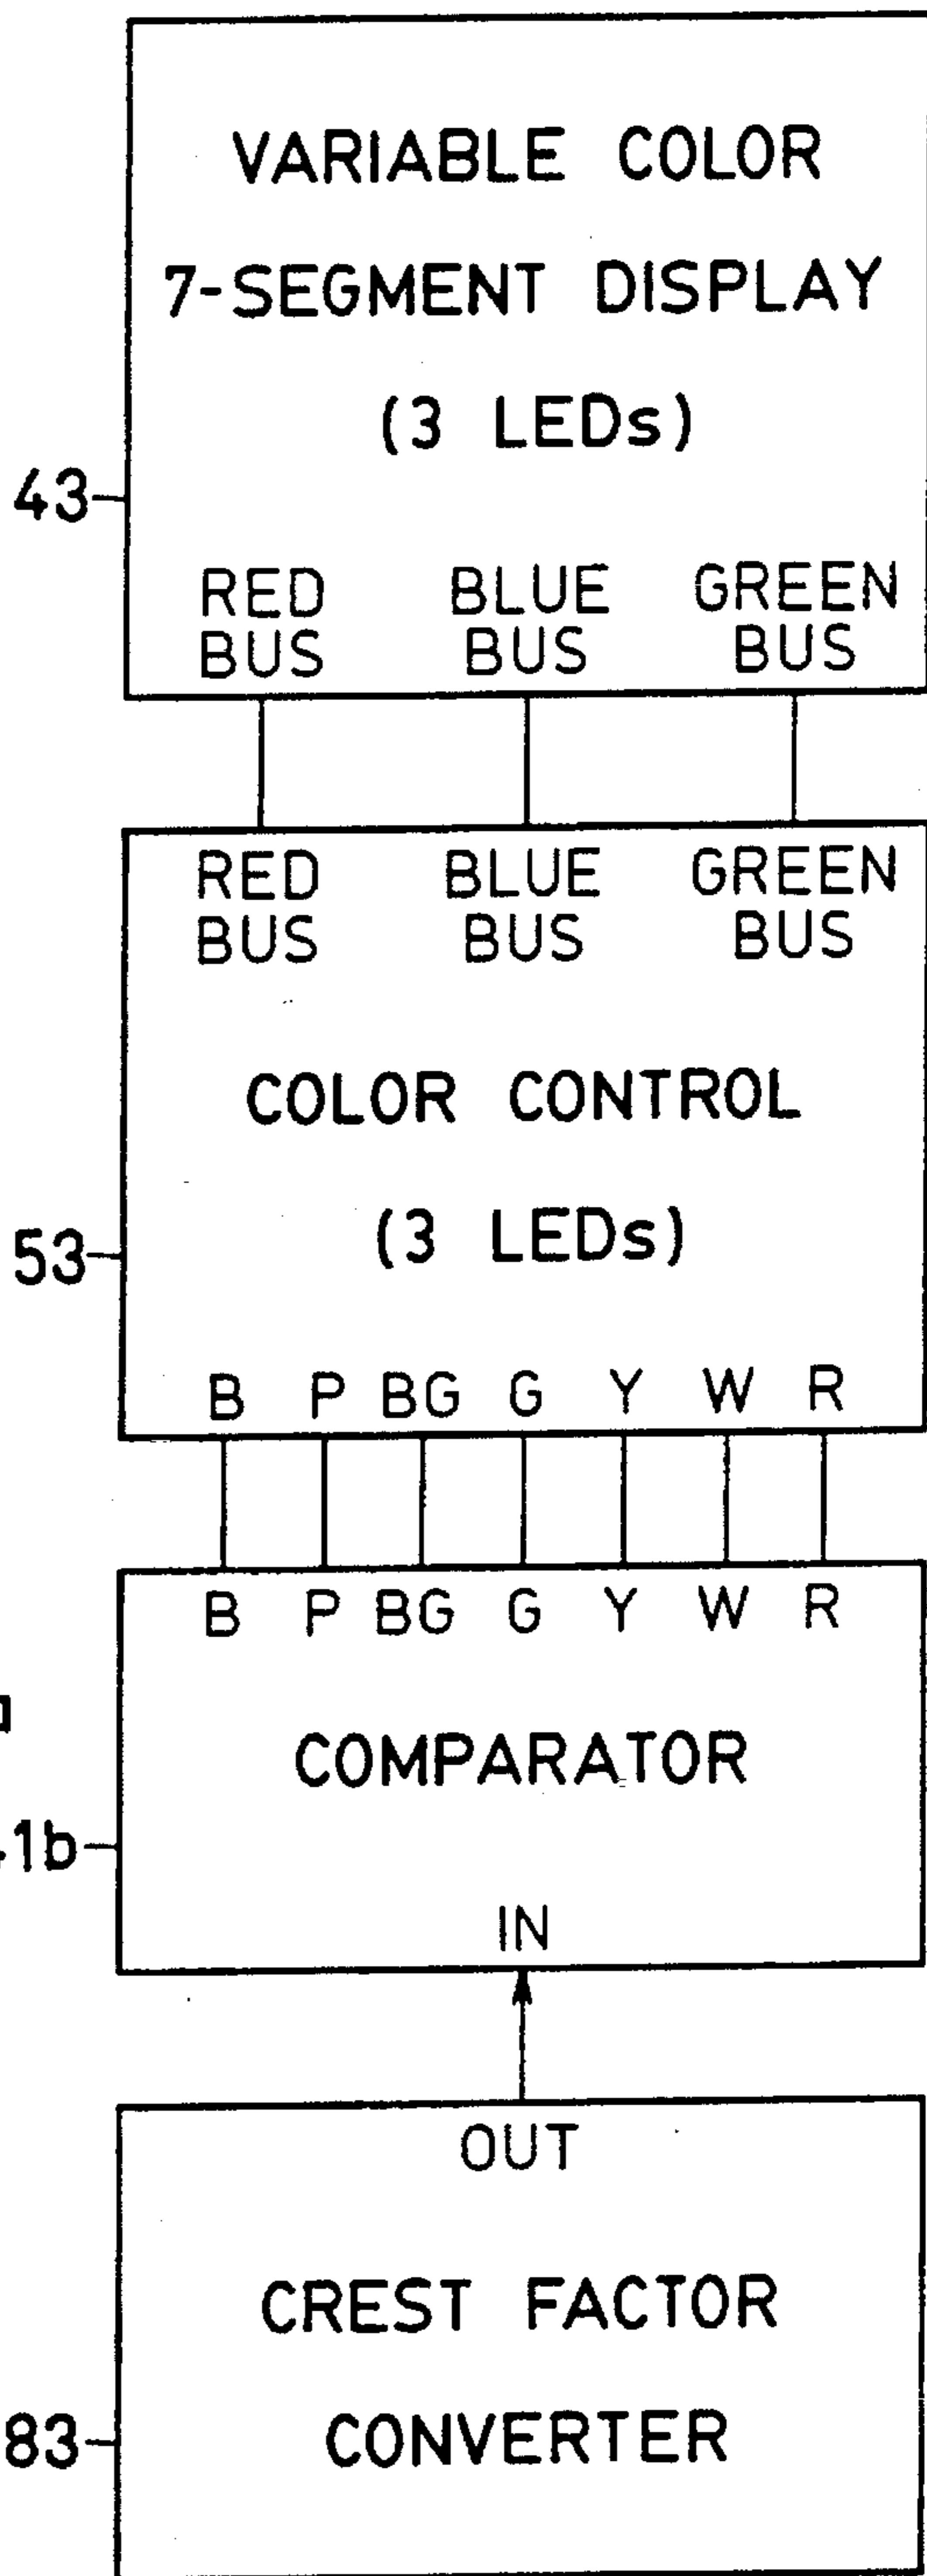 VARIABLE COLOR
7-SEGMENT DISPLAY
(3 LEDs)
43
RED BLUE GREEN
BUS BUS BUS
RED BLUE GREEN
BUS BUS BUS
COLOR CONTROL
(3 LEDs)
53
B P BG G Y W R
B P BG G Y W R
COMPARATOR
1b
IN
OUT
CREST FACTOR
CONVERTER
83